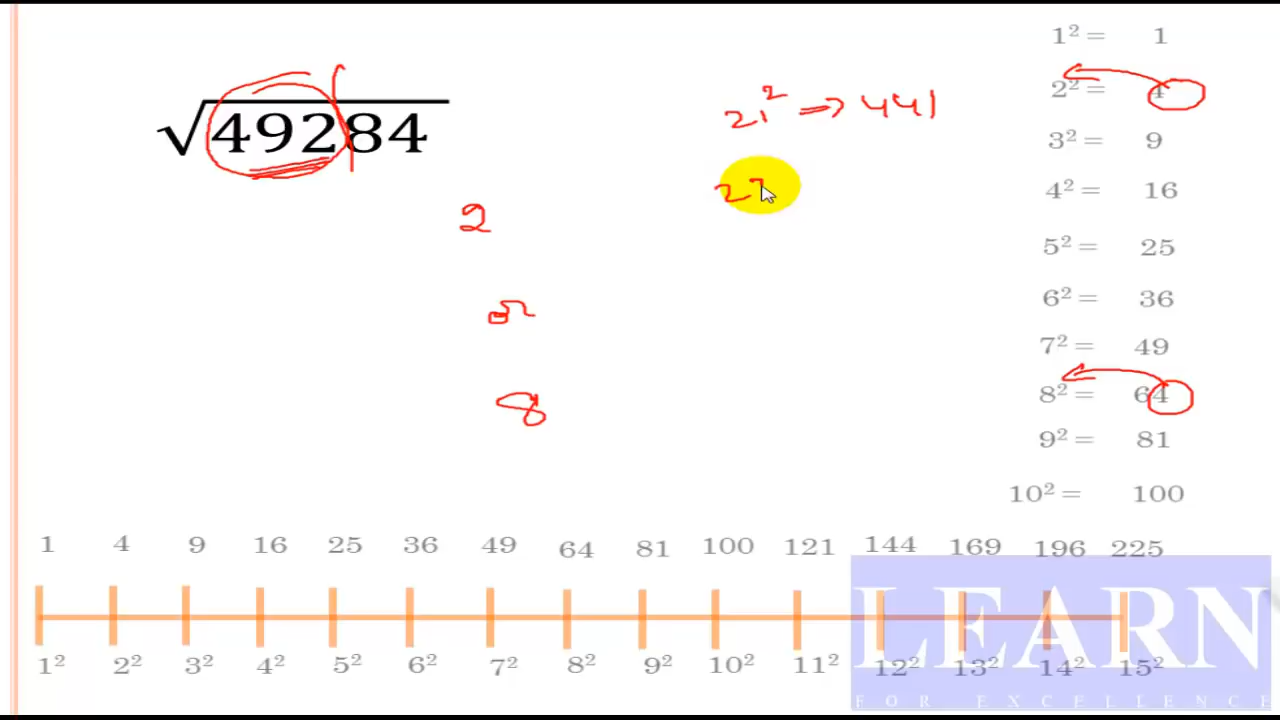 √49284
21² ⇒ 441
2
or
8
1² = 1
2² = 4
3² = 9
4² = 16
5² = 25
6² = 36
7² = 49
8² = 64
9² = 81
10² = 100
1 4 9 16 25 36 49 64 81 100 121 144 169 196 225
1² 2² 3² 4² 5² 6² 7² 8² 9² 10² 11² 12² 13² 14² 15²
LEARN
FOR EXCELLENCE